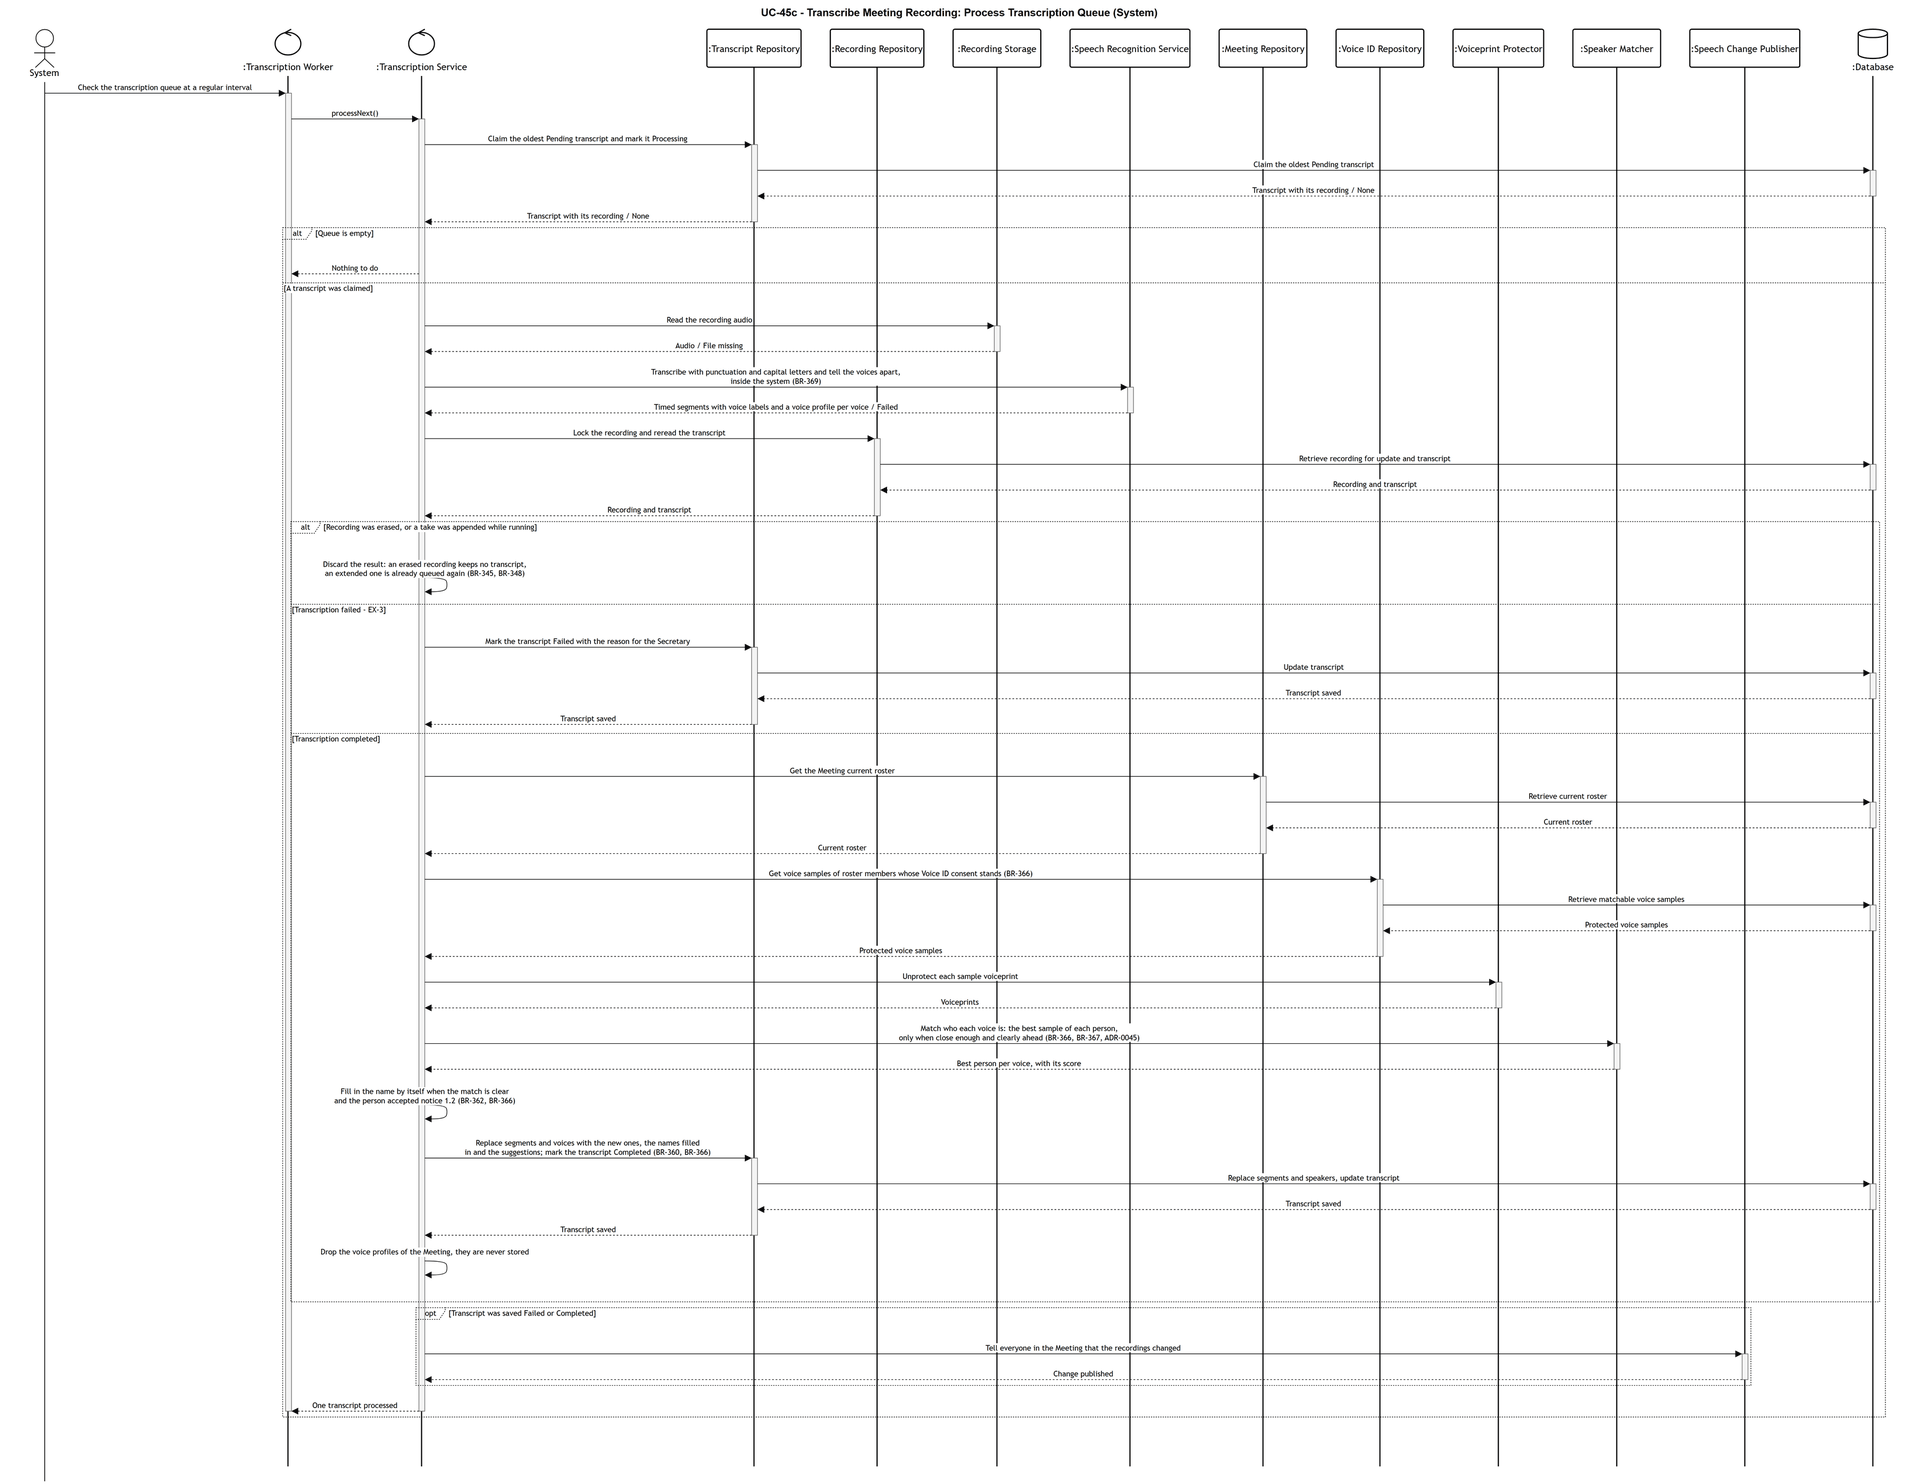 UC-45c - Transcribe Meeting Recording: Process Transcription Queue (System)
System
:Transcription Worker
:Transcription Service
:Transcript Repository
:Recording Repository
:Recording Storage
:Speech Recognition Service
:Meeting Repository
:Voice ID Repository
:Voiceprint Protector
:Speaker Matcher
:Speech Change Publisher
:Database
Check the transcription queue at a regular interval
processNext()
Claim the oldest Pending transcript and mark it Processing
Claim the oldest Pending transcript
Transcript with its recording / None
Transcript with its recording / None
alt [Queue is empty]
Nothing to do
[A transcript was claimed]
Read the recording audio
Audio / File missing
Transcribe with punctuation and capital letters and tell the voices apart,
inside the system (BR-369)
Timed segments with voice labels and a voice profile per voice / Failed
Lock the recording and reread the transcript
Retrieve recording for update and transcript
Recording and transcript
Recording and transcript
alt [Recording was erased, or a take was appended while running]
Discard the result: an erased recording keeps no transcript,
an extended one is already queued again (BR-345, BR-348)
[Transcription failed - EX-3]
Mark the transcript Failed with the reason for the Secretary
Update transcript
Transcript saved
Transcript saved
[Transcription completed]
Get the Meeting current roster
Retrieve current roster
Current roster
Current roster
Get voice samples of roster members whose Voice ID consent stands (BR-366)
Retrieve matchable voice samples
Protected voice samples
Protected voice samples
Unprotect each sample voiceprint
Voiceprints
Match who each voice is: the best sample of each person,
only when close enough and clearly ahead (BR-366, BR-367, ADR-0045)
Best person per voice, with its score
Fill in the name by itself when the match is clear
and the person accepted notice 1.2 (BR-362, BR-366)
Replace segments and voices with the new ones, the names filled
in and the suggestions; mark the transcript Completed (BR-360, BR-366)
Replace segments and speakers, update transcript
Transcript saved
Transcript saved
Drop the voice profiles of the Meeting, they are never stored
opt [Transcript was saved Failed or Completed]
Tell everyone in the Meeting that the recordings changed
Change published
One transcript processed